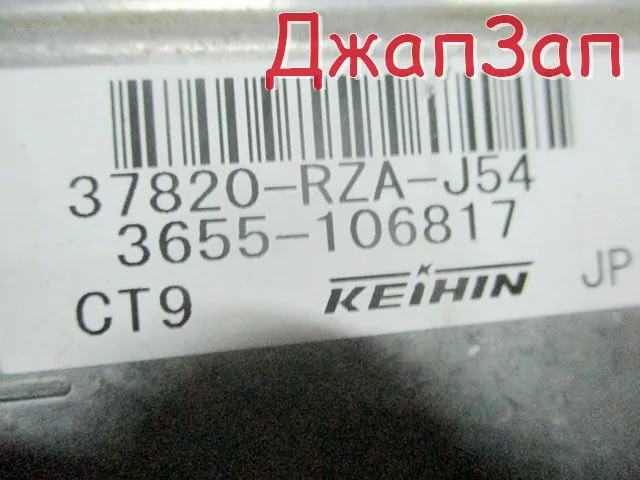 ДжапЗап
37820-RZA-J54
3655-106817
CT9 KEIHIN JP